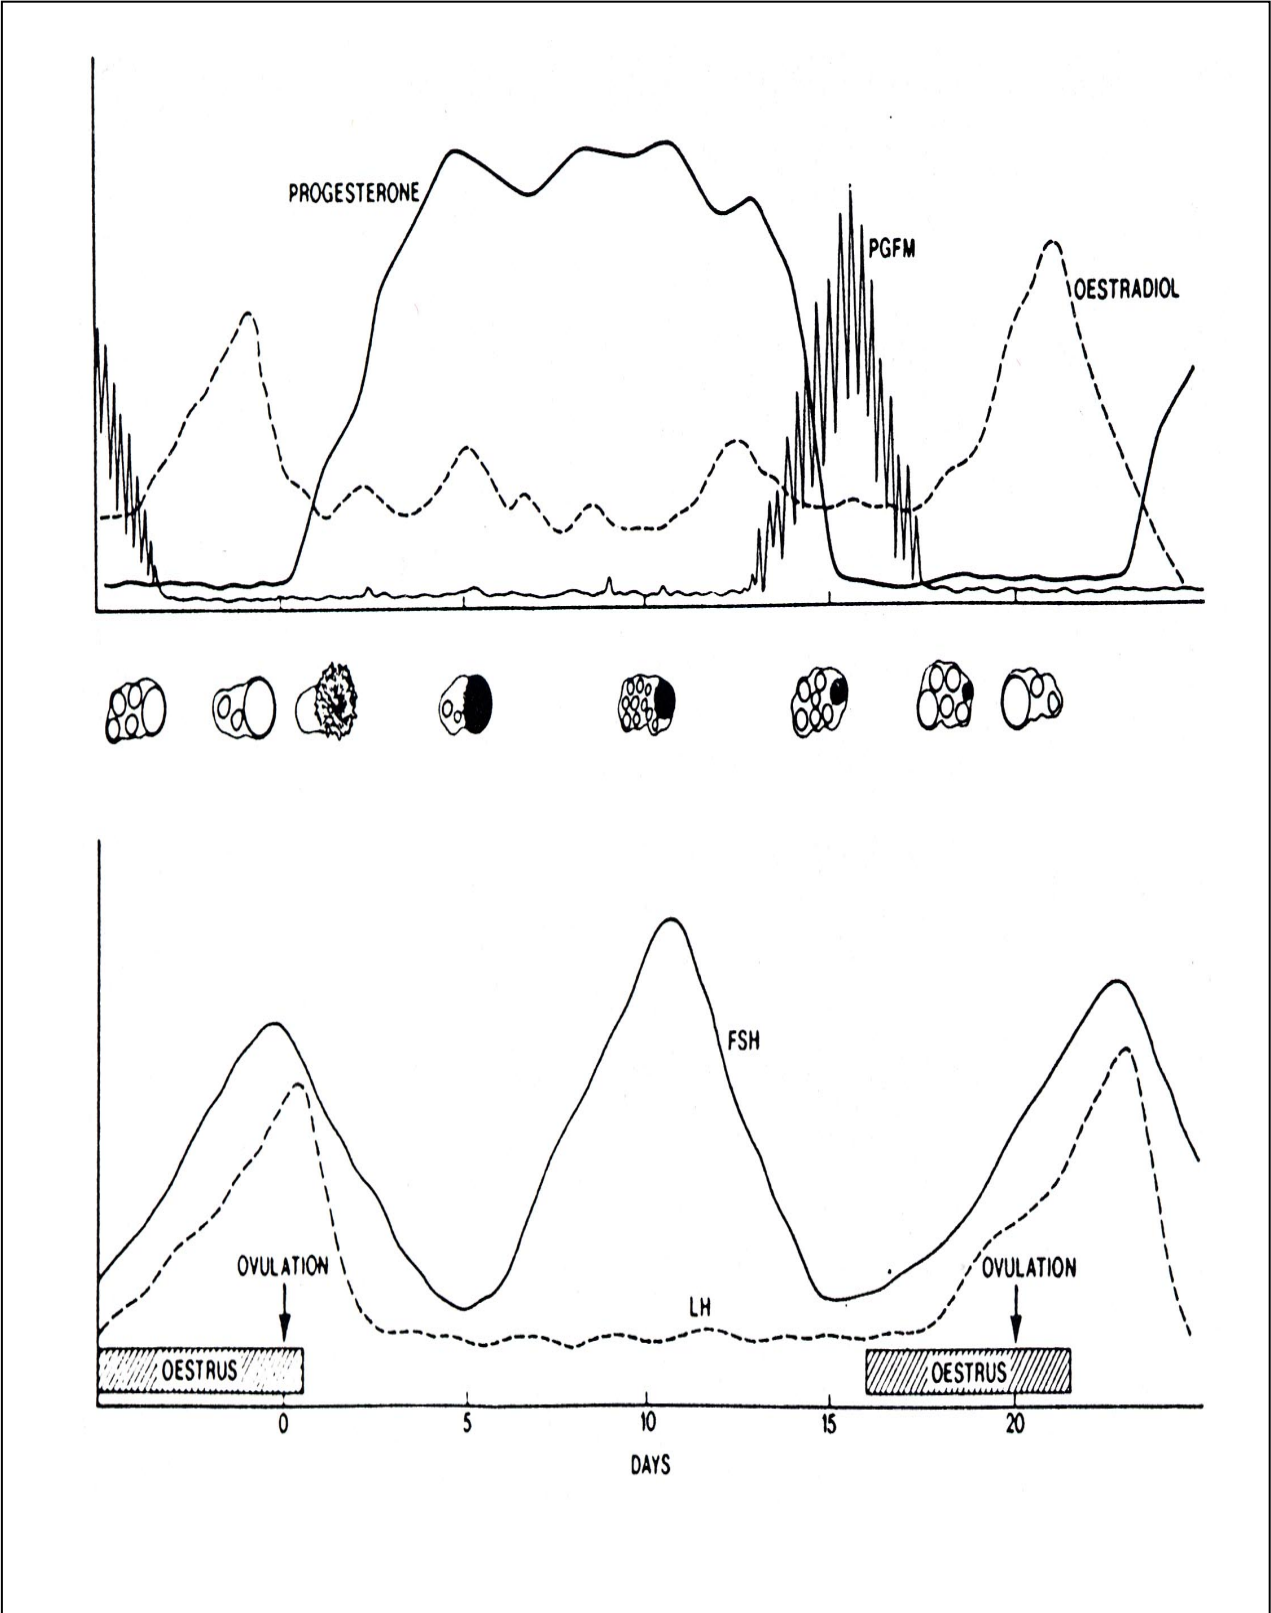 PROGESTERONE
PGFM
OESTRADIOL
FSH
OVULATION
OVULATION
LH
OESTRUS
OESTRUS
0 5 10 15 20
DAYS